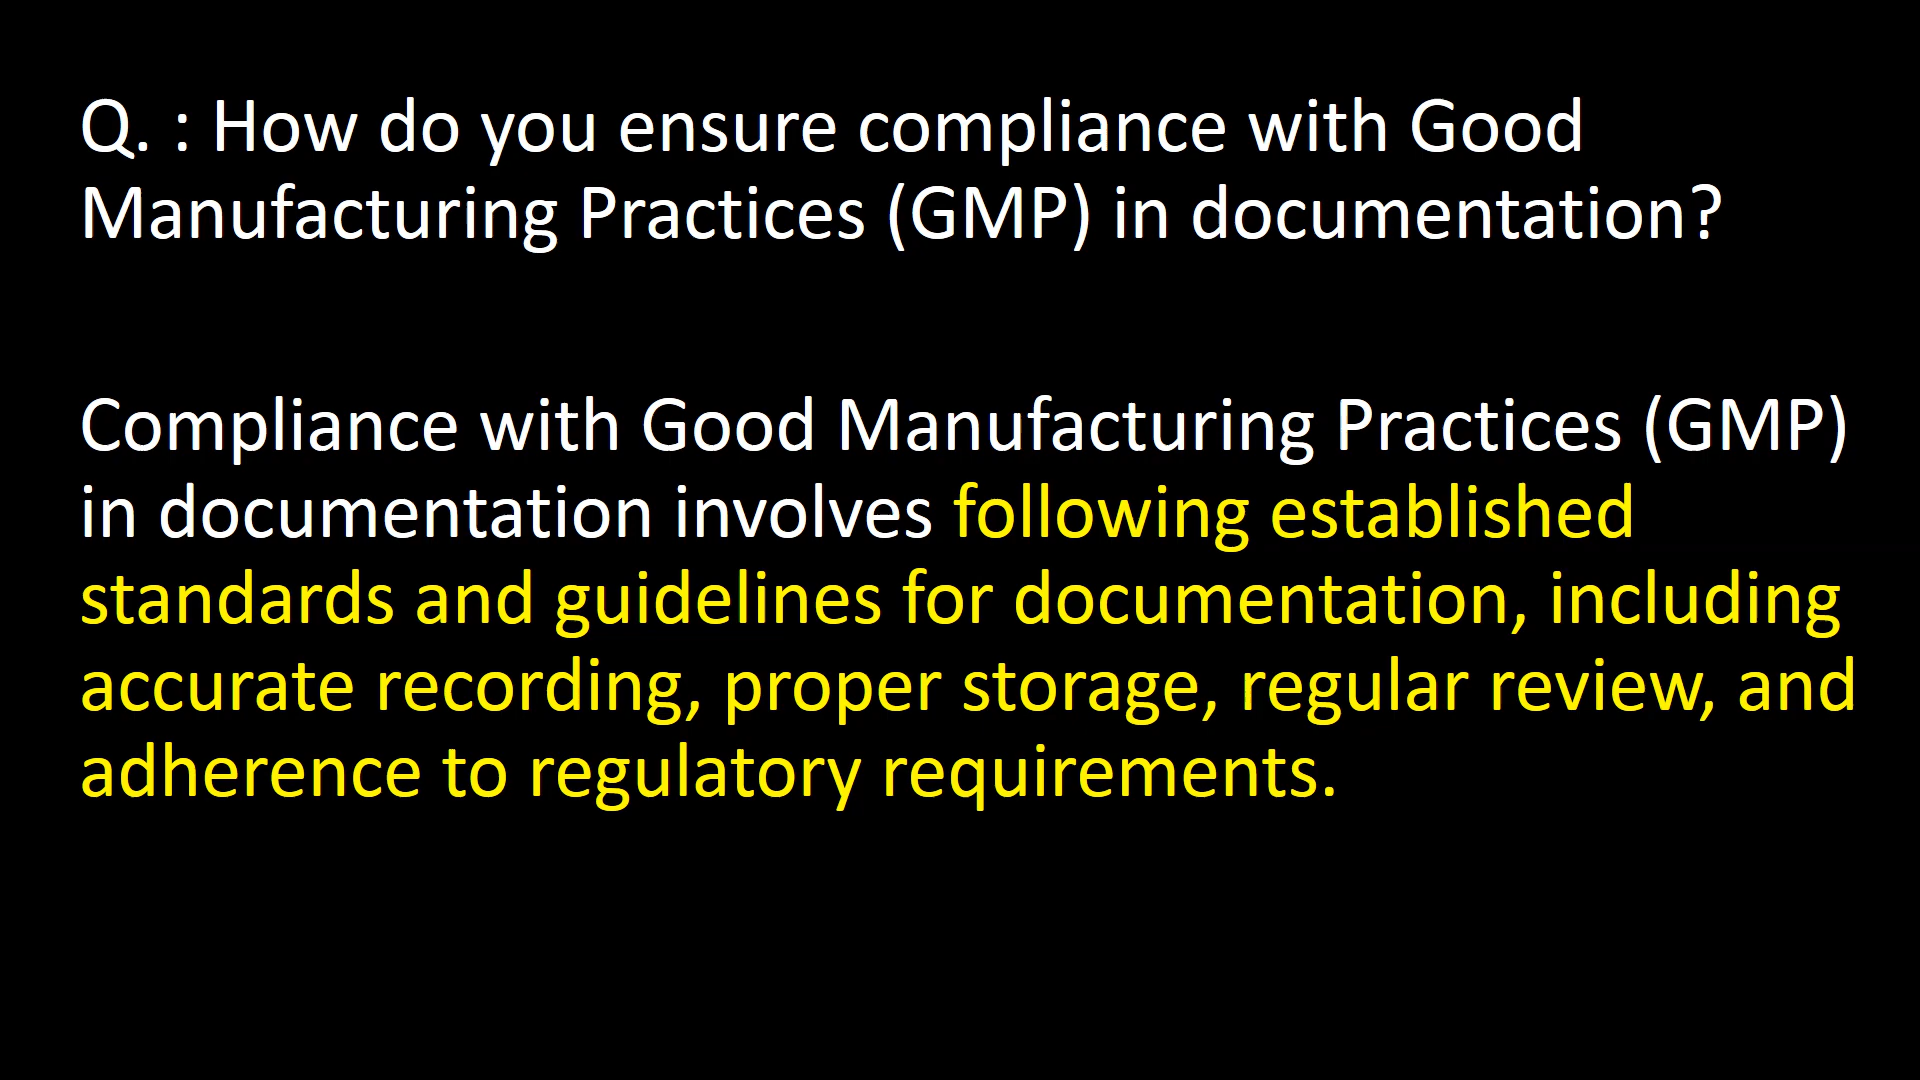 Q. : How do you ensure compliance with Good
Manufacturing Practices (GMP) in documentation?
Compliance with Good Manufacturing Practices (GMP)
in documentation involves following established
standards and guidelines for documentation, including
accurate recording, proper storage, regular review, and
adherence to regulatory requirements.